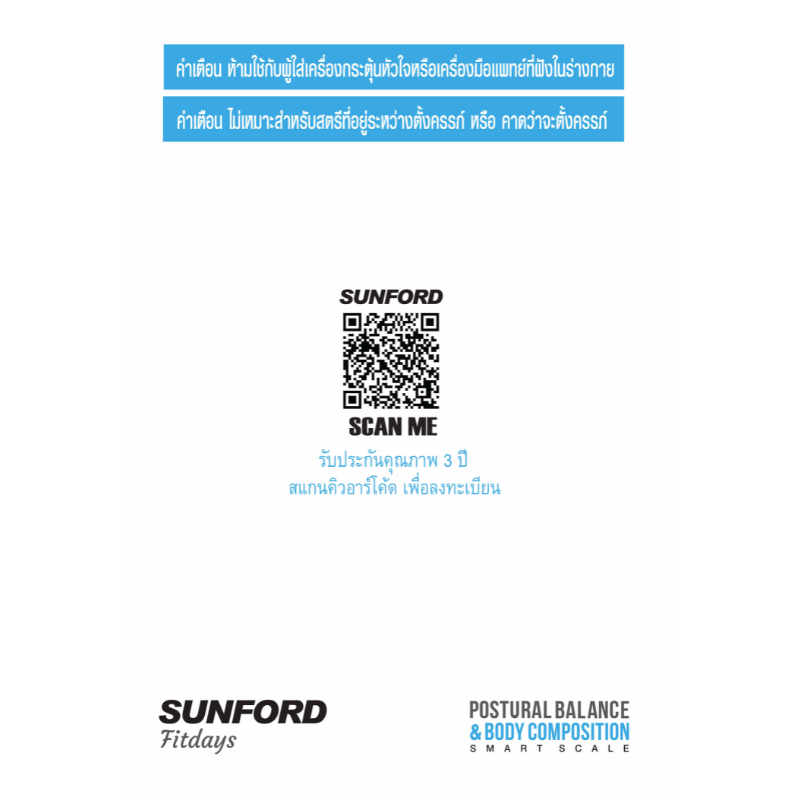 คำเตือน ห้ามใช้กับผู้ใส่เครื่องกระตุ้นหัวใจหรือเครื่องมือแพทย์ที่ฝังในร่างกาย
คำเตือน ไม่เหมาะสำหรับสตรีที่อยู่ระหว่างตั้งครรภ์ หรือ คาดว่าจะตั้งครรภ์
SUNFORD
SCAN ME
รับประกันคุณภาพ 3 ปี
สแกนคิวอาร์โค้ด เพื่อลงทะเบียน
SUNFORD
Fitdays
POSTURAL BALANCE
& BODY COMPOSITION
SMART SCALE